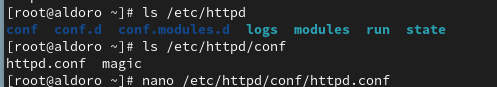 [root@aldoro ~]# ls /etc/httpd
conf  conf.d  conf.modules.d  logs  modules  run  state
[root@aldoro ~]# ls /etc/httpd/conf
httpd.conf  magic
[root@aldoro ~]# nano /etc/httpd/conf/httpd.conf